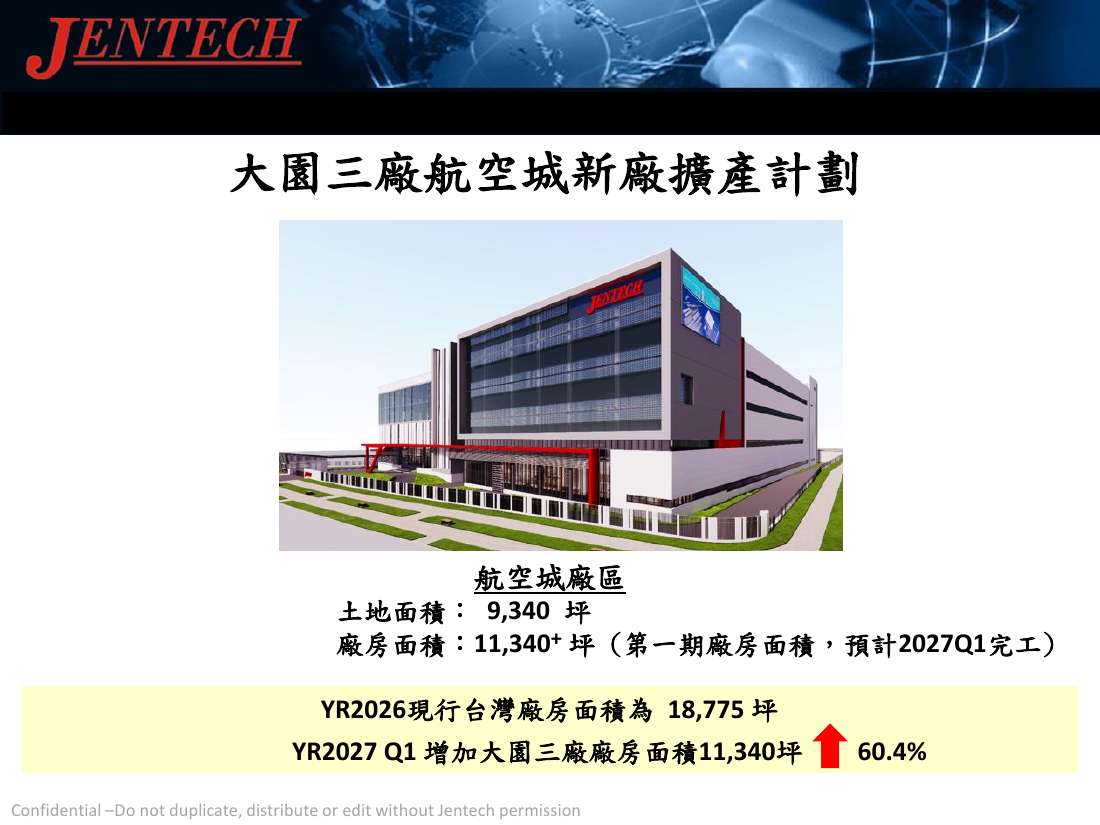 JENTECH
大園三廠航空城新廠擴產計劃
JENTECH
航空城廠區
土地面積： 9,340 坪
廠房面積：11,340+ 坪（第一期廠房面積，預計2027Q1完工）
YR2026現行台灣廠房面積為 18,775 坪
YR2027 Q1 增加大園三廠廠房面積11,340坪 60.4%
Confidential –Do not duplicate, distribute or edit without Jentech permission